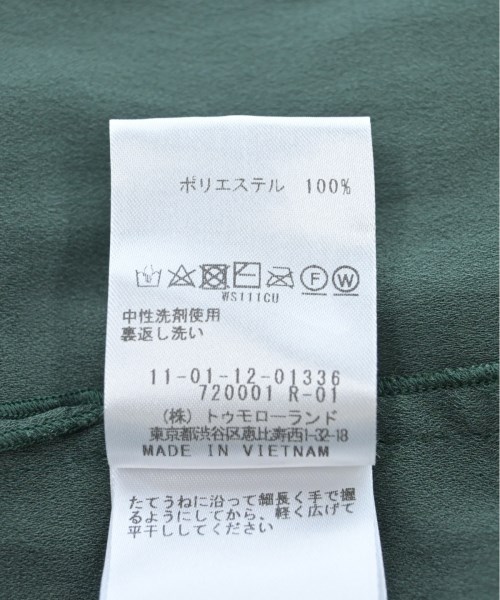 ポリエステル 100%
F W
WS111CU
中性洗剤使用
裏返し洗い
11-01-12-01336
720001 R-01
(株) トゥモローランド
東京都渋谷区恵比寿西1-32-18
MADE IN VIETNAM
たてうねに沿って細長く手で握
るようにしてから、軽く広げて
平干ししてください